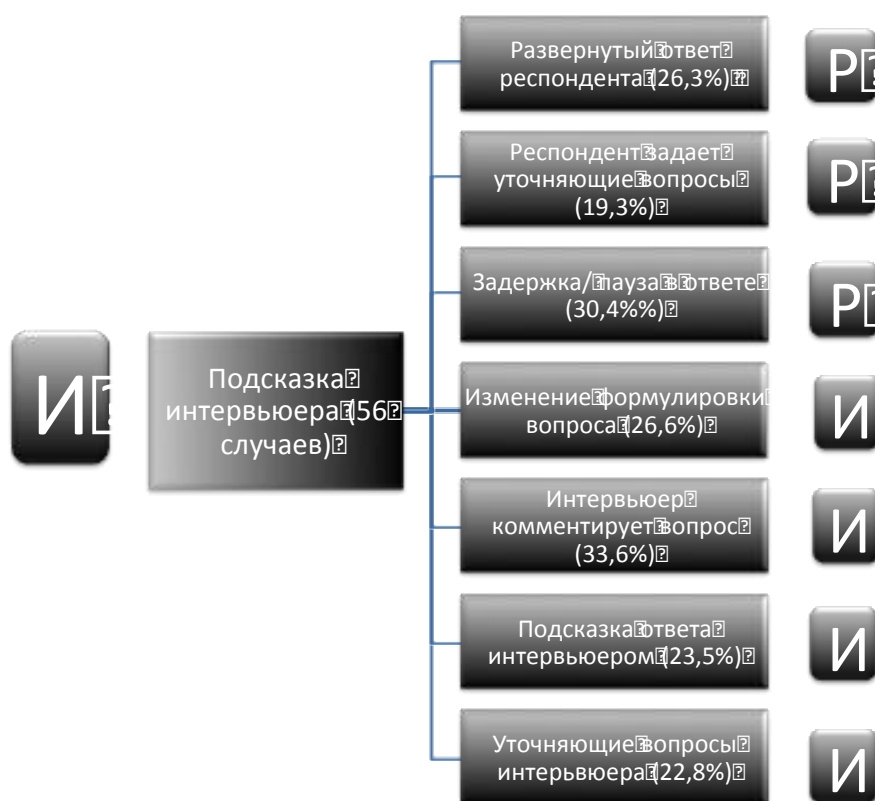 Развернутый ответ
респондента (26,3%)
Р
Респондент задает
уточняющие вопросы
(19,3%)
Р
Задержка/ пауза в ответе
(30,4%%)
Р
И
Подсказка
интервьюера (56
случаев)
Изменение формулировки
вопроса (26,6%)
И
Интервьюер
комментирует вопрос
(33,6%)
И
Подсказка ответа
интервьюером (23,5%)
И
Уточняющие вопросы
интерьвюера (22,8%)
И